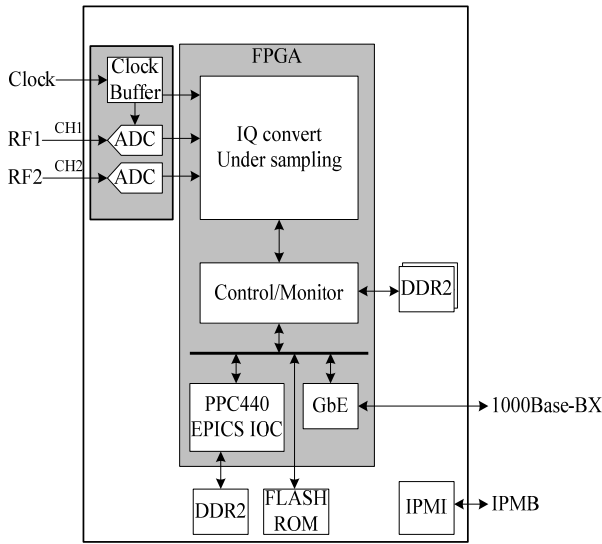 FPGA
Clock
Clock
Buffer
RF1
CH1
ADC
RF2
CH2
ADC
IQ convert
Under sampling
Control/Monitor
DDR2
PPC440
EPICS IOC
GbE
1000Base-BX
DDR2
FLASH
ROM
IPMI
IPMB